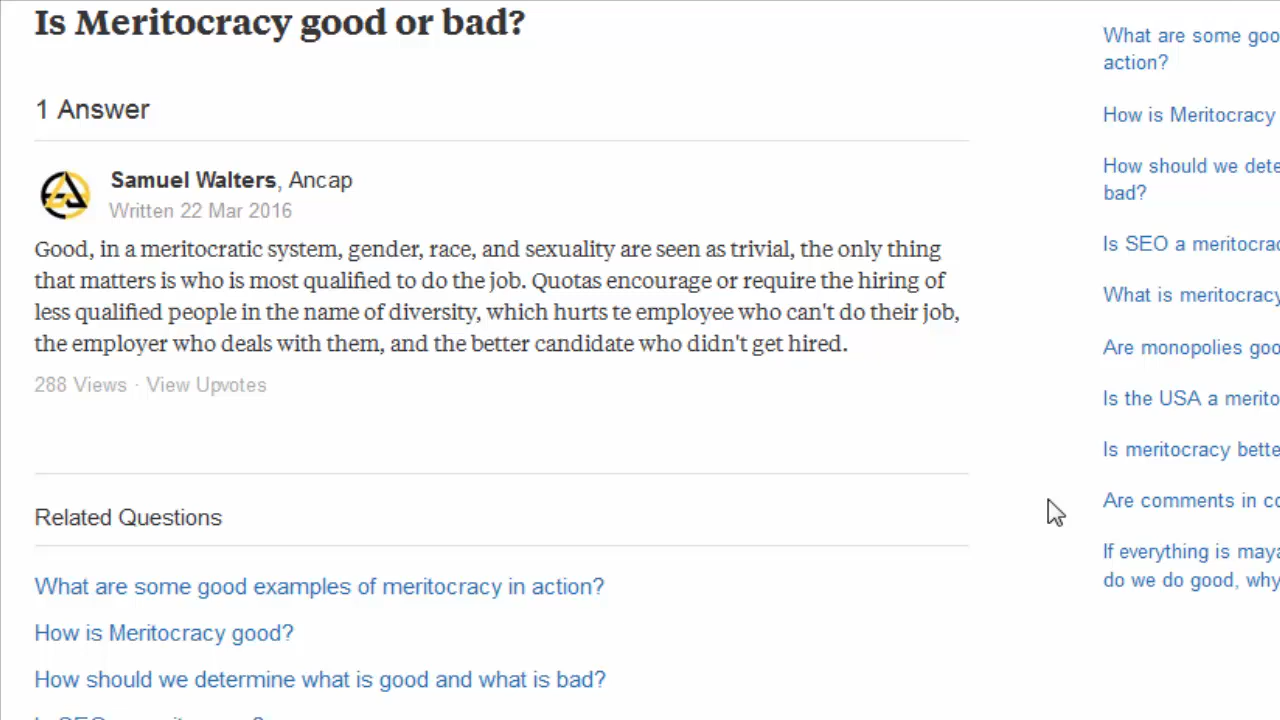 Is Meritocracy good or bad?
1 Answer
Samuel Walters, Ancap
Written 22 Mar 2016
Good, in a meritocratic system, gender, race, and sexuality are seen as trivial, the only thing
that matters is who is most qualified to do the job. Quotas encourage or require the hiring of
less qualified people in the name of diversity, which hurts te employee who can't do their job,
the employer who deals with them, and the better candidate who didn't get hired.
288 Views · View Upvotes
Related Questions
What are some good examples of meritocracy in action?
How is Meritocracy good?
How should we determine what is good and what is bad?
What are some goo
action?
How is Meritocracy
How should we dete
bad?
Is SEO a meritocrac
What is meritocracy
Are monopolies goo
Is the USA a merito
Is meritocracy bette
Are comments in co
If everything is maya
do we do good, why